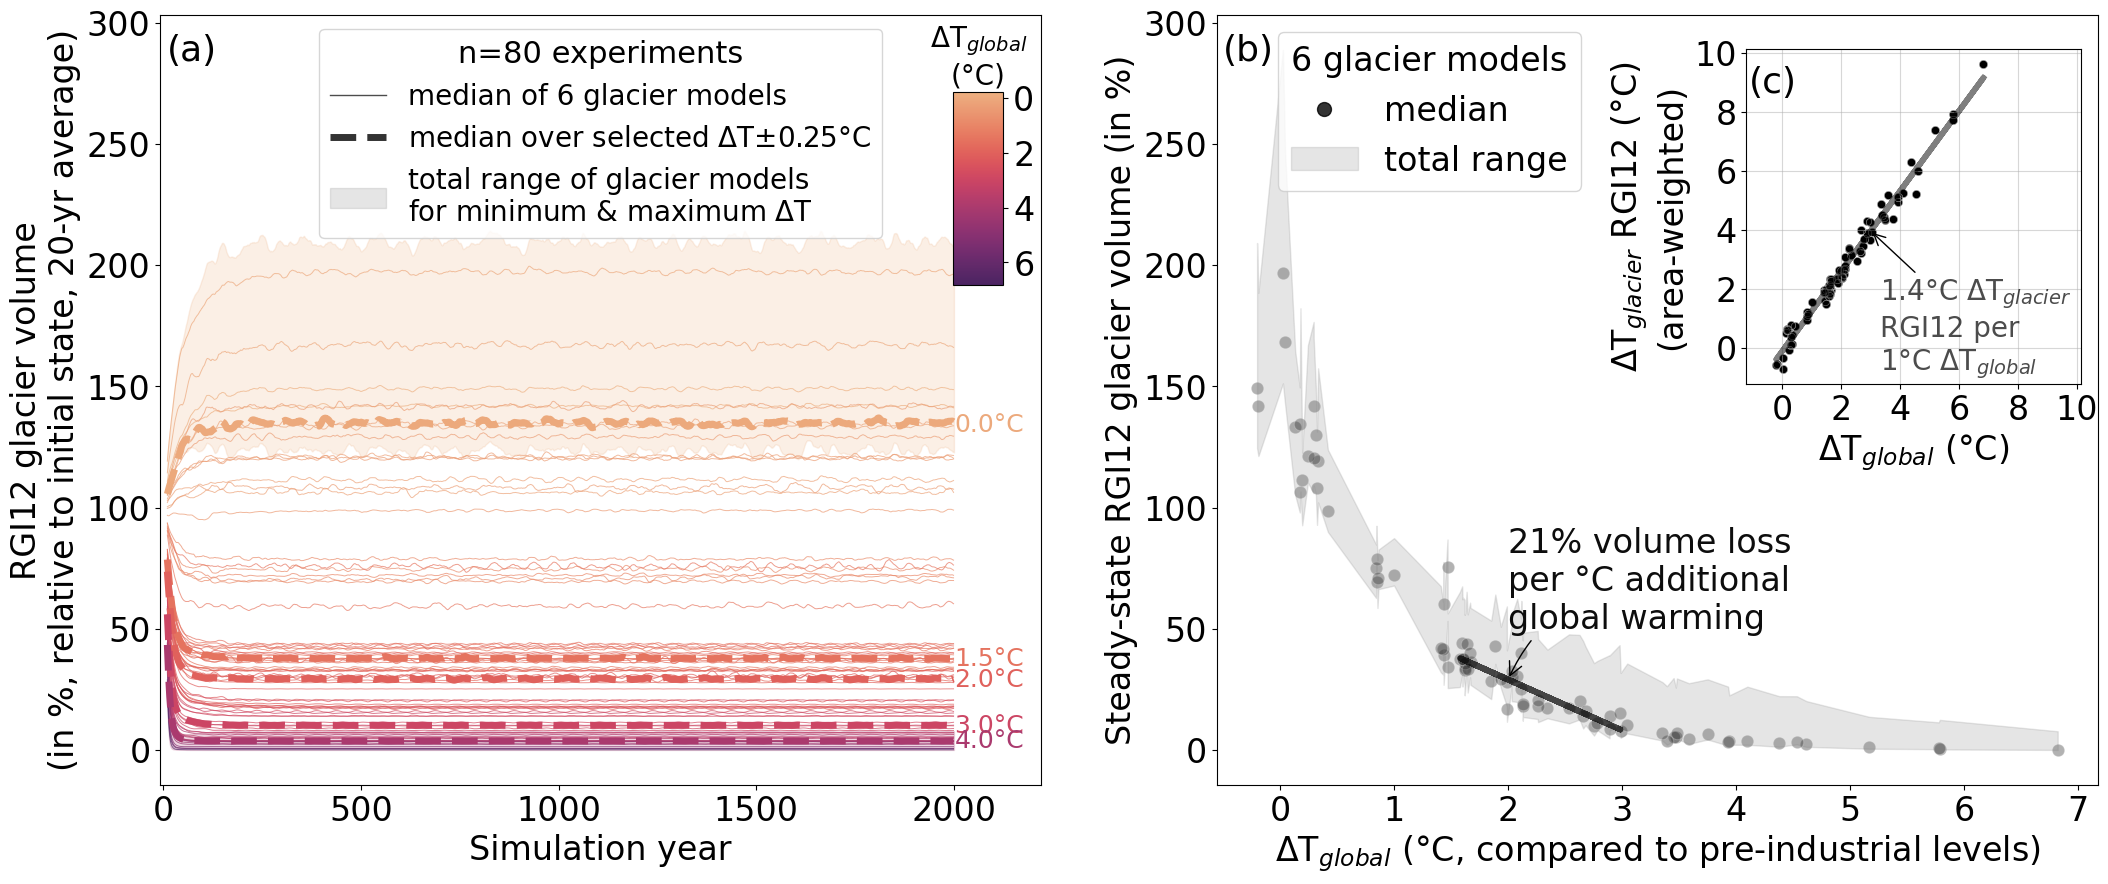 (a)
n=80 experiments
median of 6 glacier models
median over selected ΔT±0.25°C
total range of glacier models
for minimum & maximum ΔT
ΔT_global
(°C)
0
2
4
6
RGI12 glacier volume
(in %, relative to initial state, 20-yr average)
300
250
200
150
100
50
0
0.0°C
1.5°C
2.0°C
3.0°C
4.0°C
0 500 1000 1500 2000
Simulation year
(b)
6 glacier models
median
total range
Steady-state RGI12 glacier volume (in %)
300
250
200
150
100
50
0
21% volume loss
per °C additional
global warming
0 1 2 3 4 5 6 7
ΔT_global (°C, compared to pre-industrial levels)
(c)
ΔT_glacier RGI12 (°C)
(area-weighted)
10
8
6
4
2
0
1.4°C ΔT_glacier
RGI12 per
1°C ΔT_global
0 2 4 6 8 10
ΔT_global (°C)